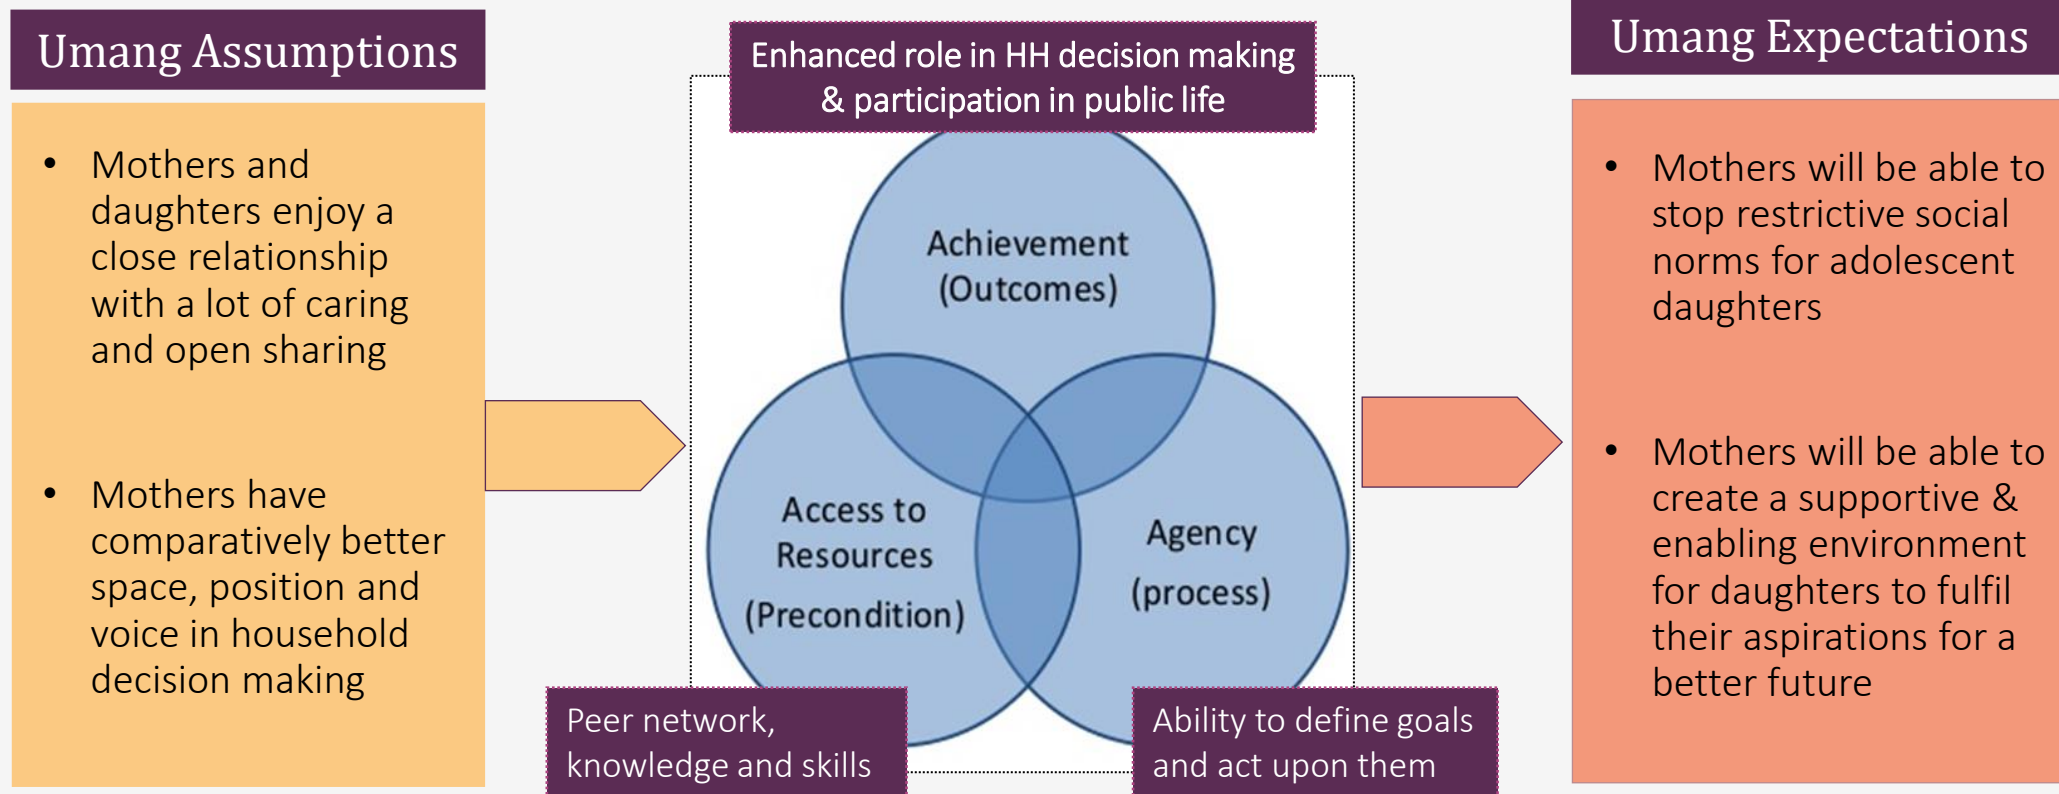 Umang Assumptions
• Mothers and
daughters enjoy a
close relationship
with a lot of caring
and open sharing
• Mothers have
comparatively better
space, position and
voice in household
decision making
Enhanced role in HH decision making
& participation in public life
Achievement
(Outcomes)
Access to
Resources
(Precondition)
Agency
(process)
Peer network,
knowledge and skills
Ability to define goals
and act upon them
Umang Expectations
• Mothers will be able to
stop restrictive social
norms for adolescent
daughters
• Mothers will be able to
create a supportive &
enabling environment
for daughters to fulfil
their aspirations for a
better future